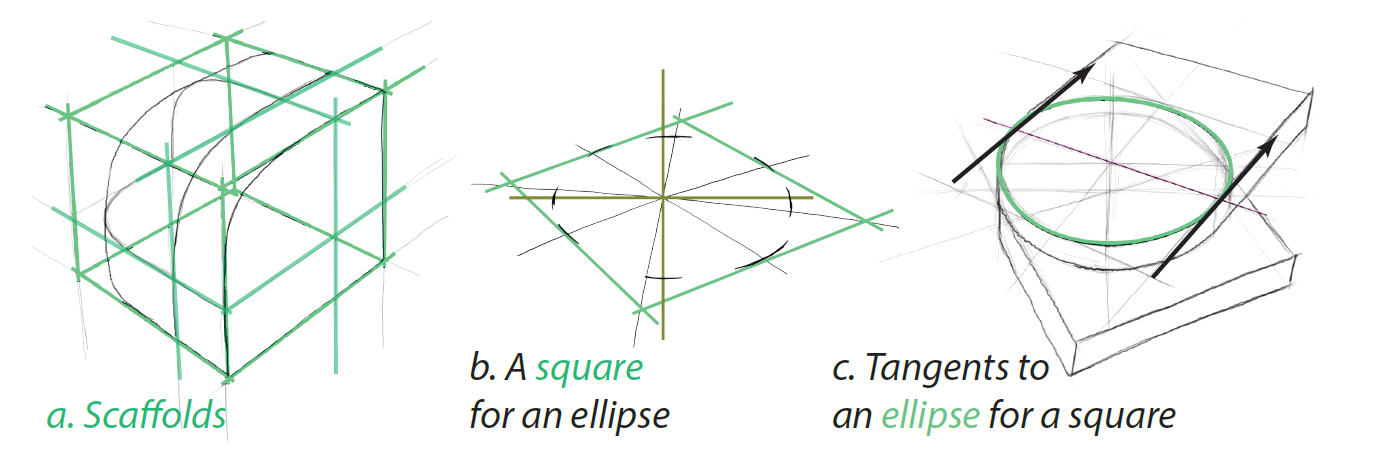 a. Scaffolds
b. A square
for an ellipse
c. Tangents to
an ellipse for a square